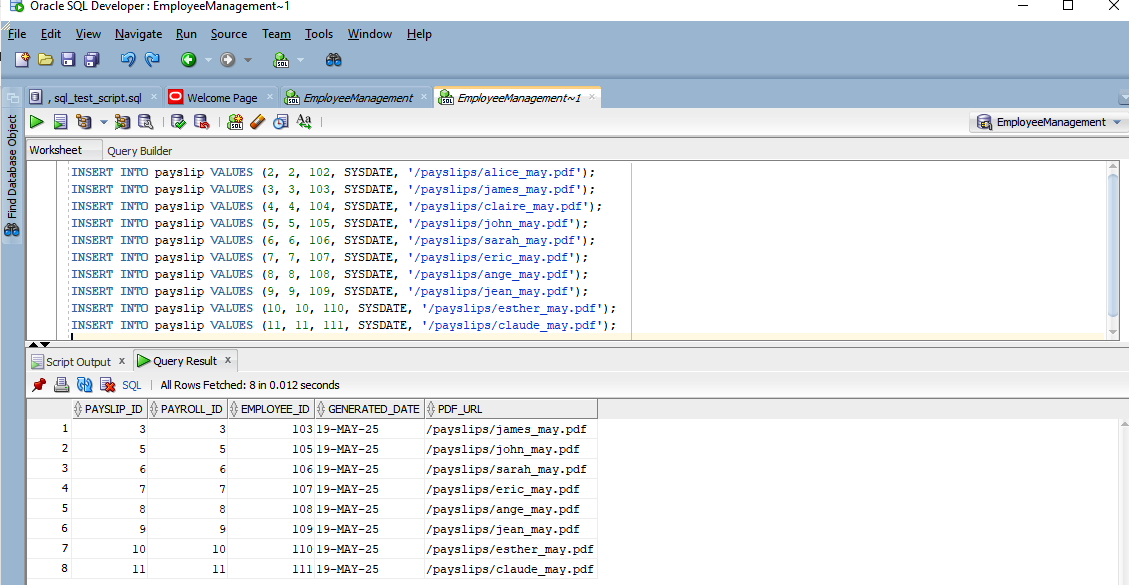 Oracle SQL Developer : EmployeeManagement~1
File Edit View Navigate Run Source Team Tools Window Help
, sql_test_script.sql Welcome Page EmployeeManagement EmployeeManagement~1
EmployeeManagement
Find Database Object
Worksheet Query Builder
INSERT INTO payslip VALUES (2, 2, 102, SYSDATE, '/payslips/alice_may.pdf');
INSERT INTO payslip VALUES (3, 3, 103, SYSDATE, '/payslips/james_may.pdf');
INSERT INTO payslip VALUES (4, 4, 104, SYSDATE, '/payslips/claire_may.pdf');
INSERT INTO payslip VALUES (5, 5, 105, SYSDATE, '/payslips/john_may.pdf');
INSERT INTO payslip VALUES (6, 6, 106, SYSDATE, '/payslips/sarah_may.pdf');
INSERT INTO payslip VALUES (7, 7, 107, SYSDATE, '/payslips/eric_may.pdf');
INSERT INTO payslip VALUES (8, 8, 108, SYSDATE, '/payslips/ange_may.pdf');
INSERT INTO payslip VALUES (9, 9, 109, SYSDATE, '/payslips/jean_may.pdf');
INSERT INTO payslip VALUES (10, 10, 110, SYSDATE, '/payslips/esther_may.pdf');
INSERT INTO payslip VALUES (11, 11, 111, SYSDATE, '/payslips/claude_may.pdf');
Script Output x Query Result x
SQL | All Rows Fetched: 8 in 0.012 seconds
PAYSLIP_ID PAYROLL_ID EMPLOYEE_ID GENERATED_DATE PDF_URL
1 3 3 103 19-MAY-25 /payslips/james_may.pdf
2 5 5 105 19-MAY-25 /payslips/john_may.pdf
3 6 6 106 19-MAY-25 /payslips/sarah_may.pdf
4 7 7 107 19-MAY-25 /payslips/eric_may.pdf
5 8 8 108 19-MAY-25 /payslips/ange_may.pdf
6 9 9 109 19-MAY-25 /payslips/jean_may.pdf
7 10 10 110 19-MAY-25 /payslips/esther_may.pdf
8 11 11 111 19-MAY-25 /payslips/claude_may.pdf